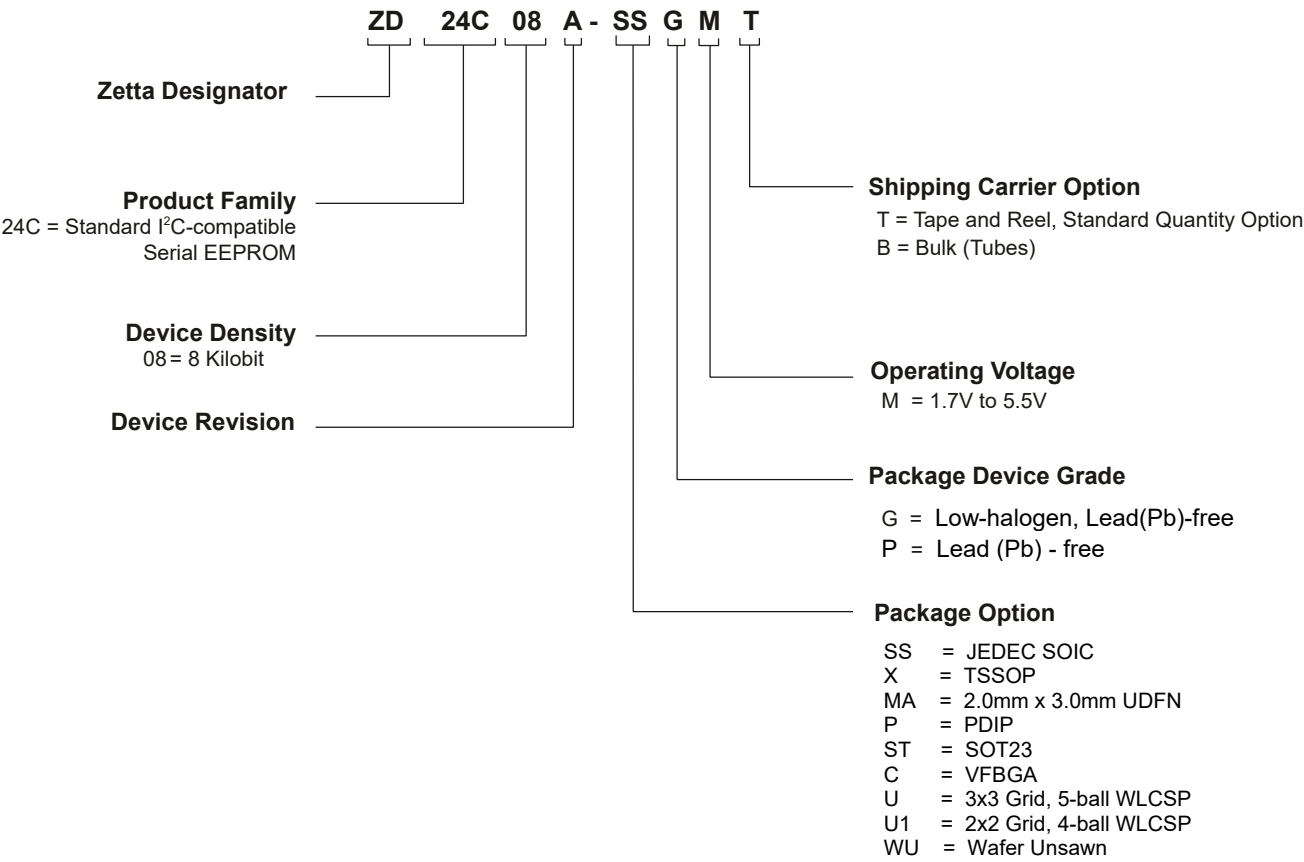 ZD 24C 08 A - SS G M T
Zetta Designator
Product Family
24C = Standard I²C-compatible
Serial EEPROM
Device Density
08 = 8 Kilobit
Device Revision
Shipping Carrier Option
T = Tape and Reel, Standard Quantity Option
B = Bulk (Tubes)
Operating Voltage
M = 1.7V to 5.5V
Package Device Grade
G = Low-halogen, Lead(Pb)-free
P = Lead (Pb) - free
Package Option
SS = JEDEC SOIC
X = TSSOP
MA = 2.0mm x 3.0mm UDFN
P = PDIP
ST = SOT23
C = VFBGA
U = 3x3 Grid, 5-ball WLCSP
U1 = 2x2 Grid, 4-ball WLCSP
WU = Wafer Unsawn